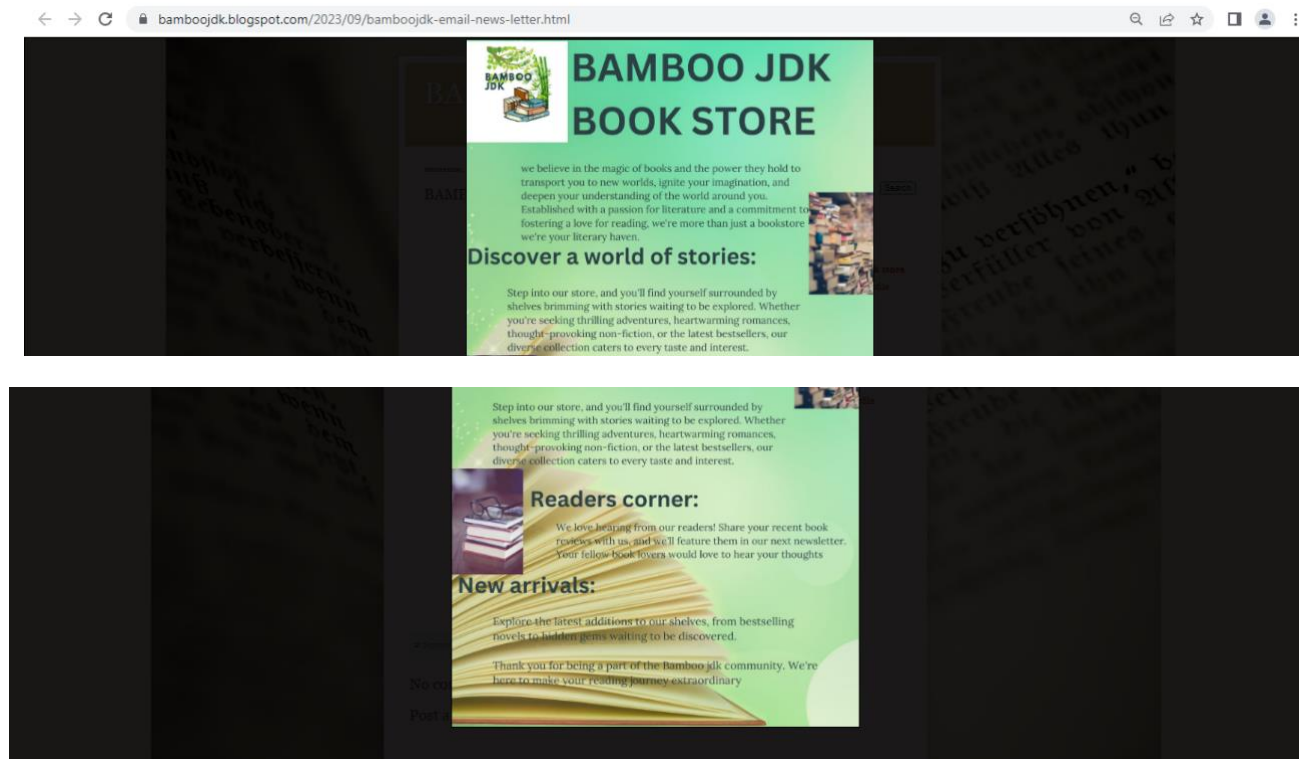 bamboojdk.blogspot.com/2023/09/bamboojdk-email-news-letter.html
BAMBOO
JDK
BAMBOO JDK
BOOK STORE
we believe in the magic of books and the power they hold to
transport you to new worlds, ignite your imagination, and
deepen your understanding of the world around you.
Established with a passion for literature and a commitment to
fostering a love for reading, we're more than just a bookstore
we're your literary haven.
Search
Discover a world of stories:
Step into our store, and you'll find yourself surrounded by
shelves brimming with stories waiting to be explored. Whether
you're seeking thrilling adventures, heartwarming romances,
thought-provoking non-fiction, or the latest bestsellers, our
diverse collection caters to every taste and interest.
Step into our store, and you'll find yourself surrounded by
shelves brimming with stories waiting to be explored. Whether
you're seeking thrilling adventures, heartwarming romances,
thought-provoking non-fiction, or the latest bestsellers, our
diverse collection caters to every taste and interest.
Readers corner:
We love hearing from our readers! Share your recent book
reviews with us, and we'll feature them in our next newsletter.
Your fellow book lovers would love to hear your thoughts
New arrivals:
Explore the latest additions to our shelves, from bestselling
novels to hidden gems waiting to be discovered.
Thank you for being a part of the Bamboo jdk community. We're
here to make your reading journey extraordinary